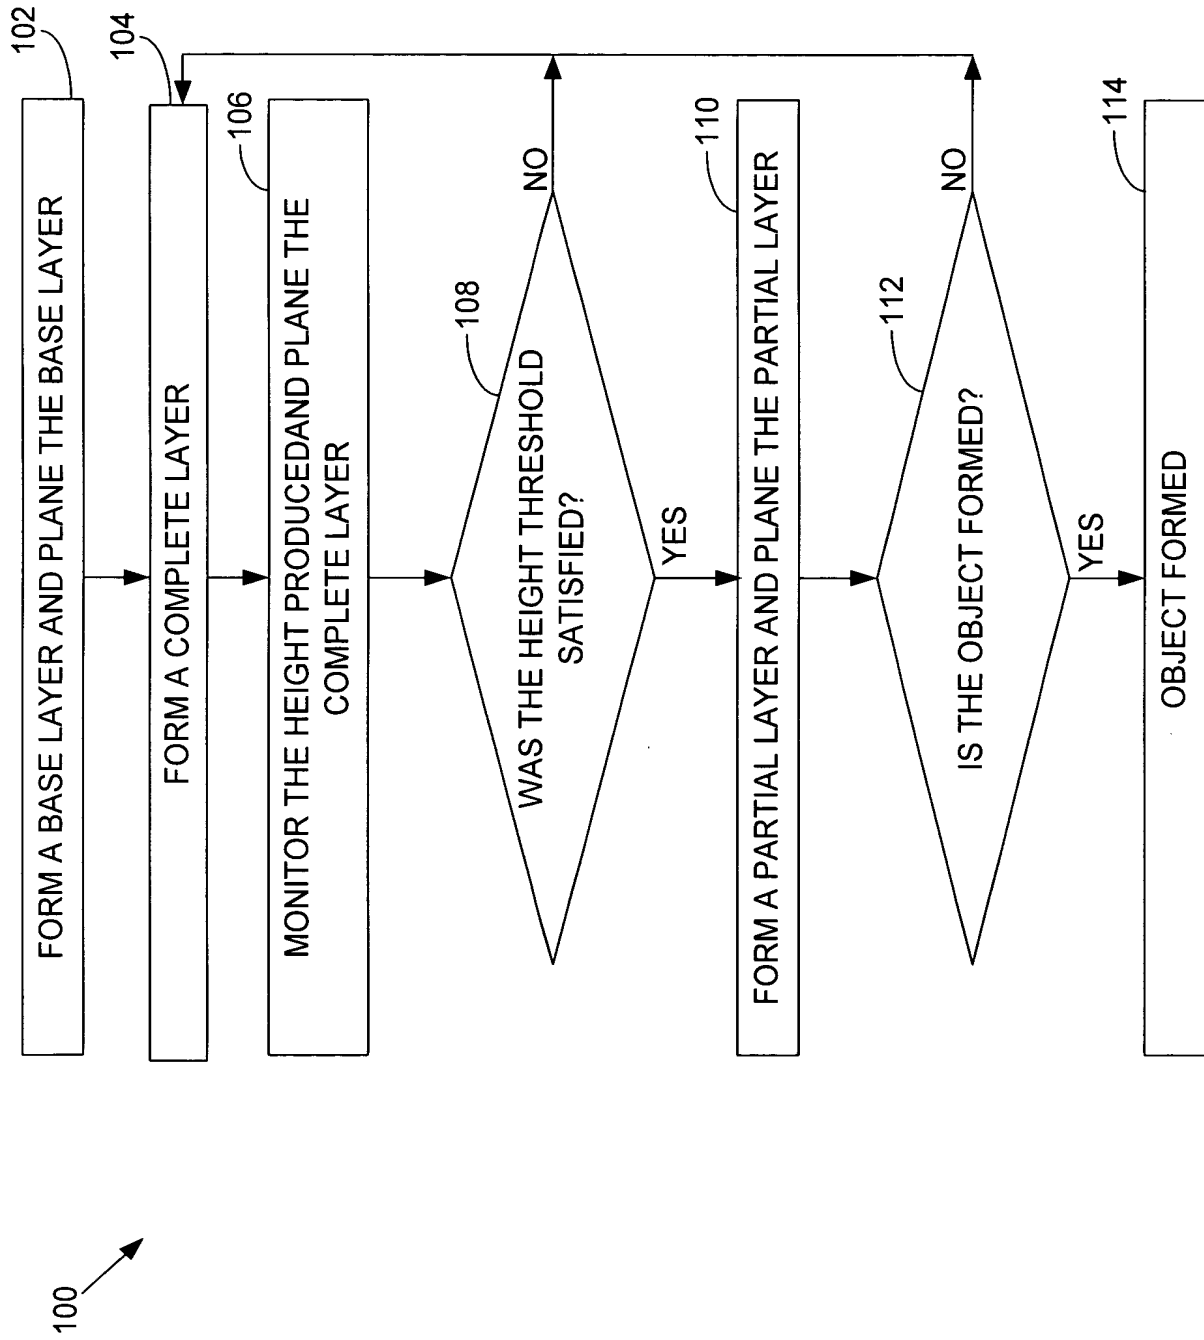 100
102
FORM A BASE LAYER AND PLANE THE BASE LAYER
104
FORM A COMPLETE LAYER
106
MONITOR THE HEIGHT PRODUCEDAND PLANE THE
COMPLETE LAYER
108
WAS THE HEIGHT THRESHOLD
SATISFIED?
NO
YES
110
FORM A PARTIAL LAYER AND PLANE THE PARTIAL LAYER
112
IS THE OBJECT FORMED?
NO
YES
114
OBJECT FORMED